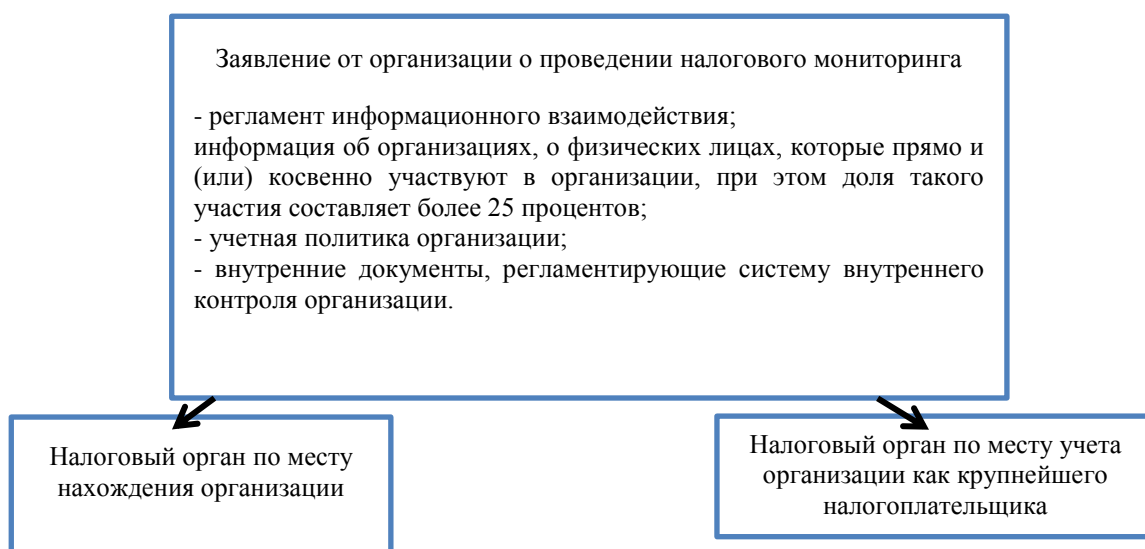 Заявление от организации о проведении налогового мониторинга
- регламент информационного взаимодействия;
информация об организациях, о физических лицах, которые прямо и
(или) косвенно участвуют в организации, при этом доля такого
участия составляет более 25 процентов;
- учетная политика организации;
- внутренние документы, регламентирующие систему внутреннего
контроля организации.
Налоговый орган по месту
нахождения организации
Налоговый орган по месту учета
организации как крупнейшего
налогоплательщика